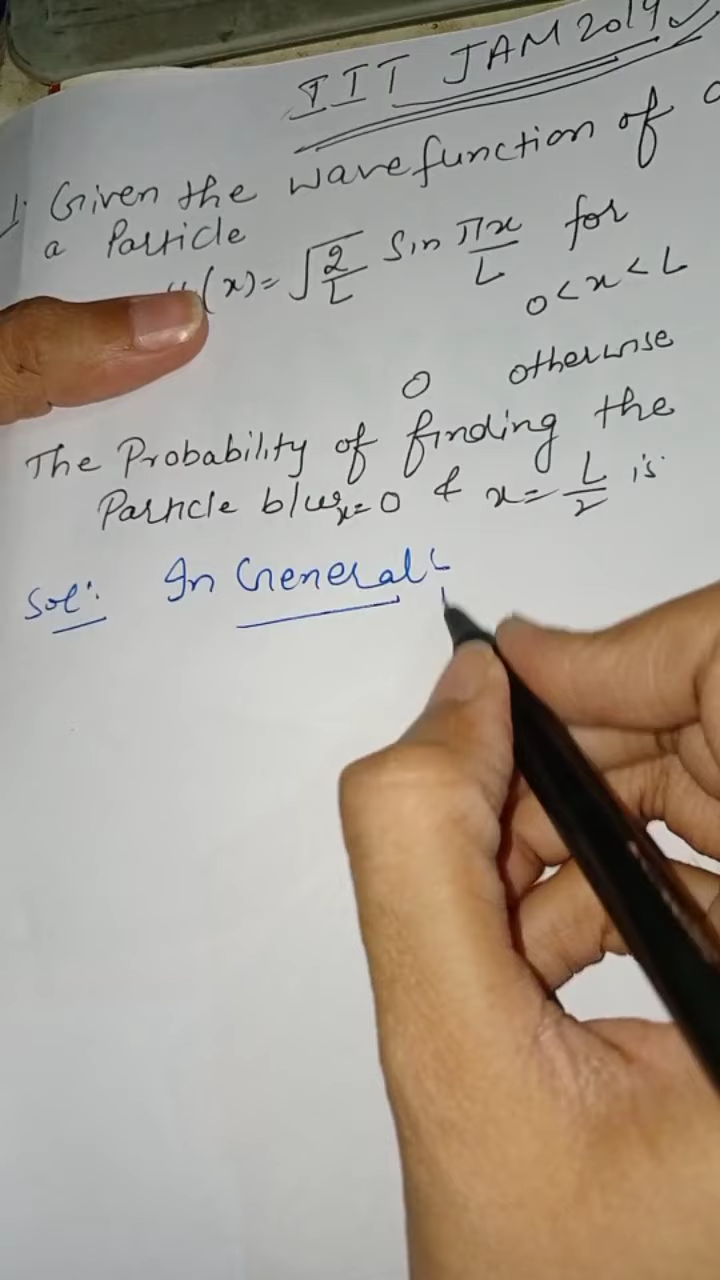 IIT JAM 2019
1. Given the wavefunction of
a Particle
(x) = √2/L Sin πx/L for
0 < x < L
0 otherwise
The Probability of finding the
Particle b/w x=0 & x = L/2 is
Sol: In General